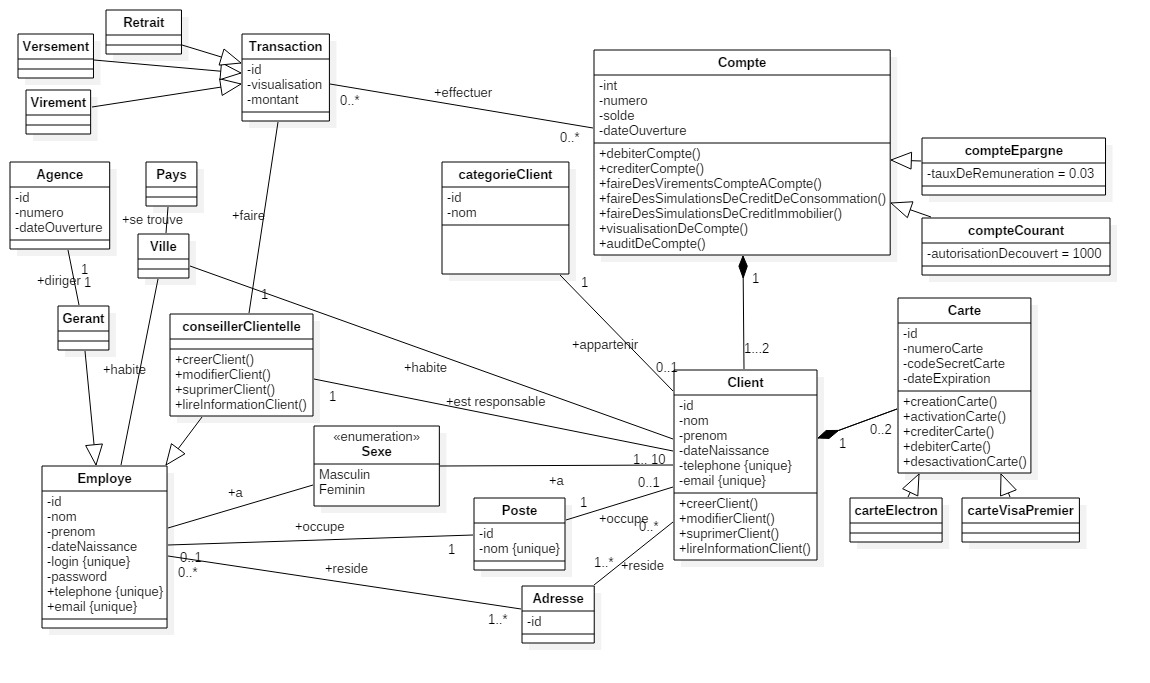 Retrait
Versement
Virement
Transaction
-id
-visualisation
-montant
0..*
+effectuer
0..*
Compte
-int
-numero
-solde
-dateOuverture
+debiterCompte()
+crediterCompte()
+faireDesVirementsCompteACompte()
+faireDesSimulationsDeCreditDeConsommation()
+faireDesSimulationsDeCreditImmobilier()
+visualisationDeCompte()
+auditDeCompte()
compteEpargne
-tauxDeRemuneration = 0.03
compteCourant
-autorisationDecouvert = 1000
Agence
-id
-numero
-dateOuverture
Pays
+se trouve
Ville
+faire
1
categorieClient
-id
-nom
1
+appartenir
0..1
1
1...2
1
+diriger
1
Gerant
+habite
conseillerClientelle
+creerClient()
+modifierClient()
+suprimerClient()
+lireInformationClient()
+habite
1
+est responsable
1.. 10
Carte
-id
-numeroCarte
-codeSecretCarte
-dateExpiration
+creationCarte()
+activationCarte()
+crediterCarte()
+debiterCarte()
+desactivationCarte()
Client
-id
-nom
-prenom
-dateNaissance
-telephone {unique}
-email {unique}
+creerClient()
+modifierClient()
+suprimerClient()
+lireInformationClient()
1
0..2
carteElectron
carteVisaPremier
«enumeration»
Sexe
Masculin
Feminin
+a
+a
Employe
-id
-nom
-prenom
-dateNaissance
-login {unique}
-password
+telephone {unique}
+email {unique}
+occupe
0..1
1
Poste
-id
-nom {unique}
1
+occupe
0..1
0..*
0..*
+reside
1..*
1..*
+reside
Adresse
-id